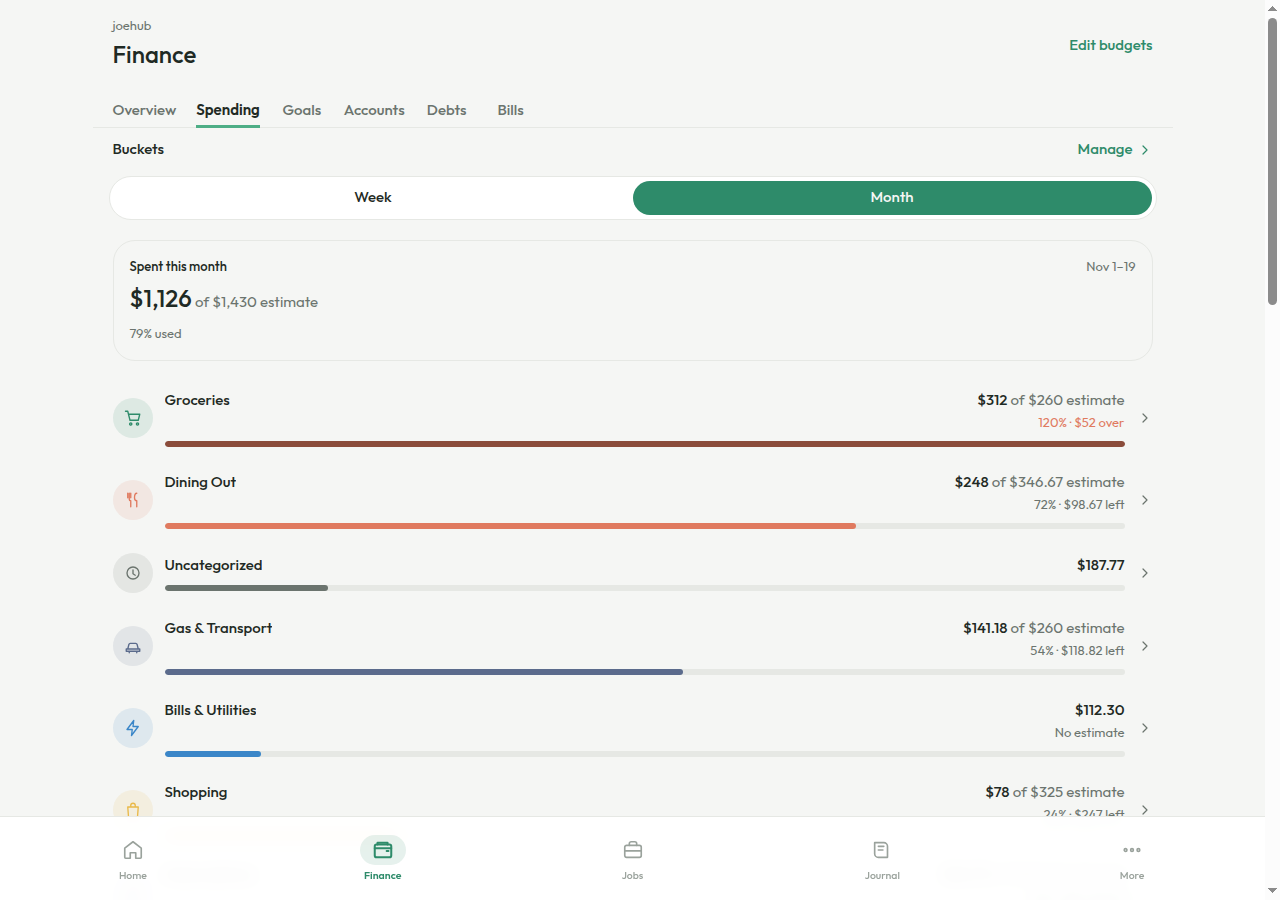 joehub
Finance
Edit budgets
Overview Spending Goals Accounts Debts Bills
Buckets
Manage
Week Month
Spent this month
Nov 1–19
$1,126 of $1,430 estimate
79% used
Groceries
$312 of $260 estimate
120% · $52 over
Dining Out
$248 of $346.67 estimate
72% · $98.67 left
Uncategorized
$187.77
Gas & Transport
$141.18 of $260 estimate
54% · $118.82 left
Bills & Utilities
$112.30
No estimate
Shopping
$78 of $325 estimate
24% · $247 left
Home Finance Jobs Journal More